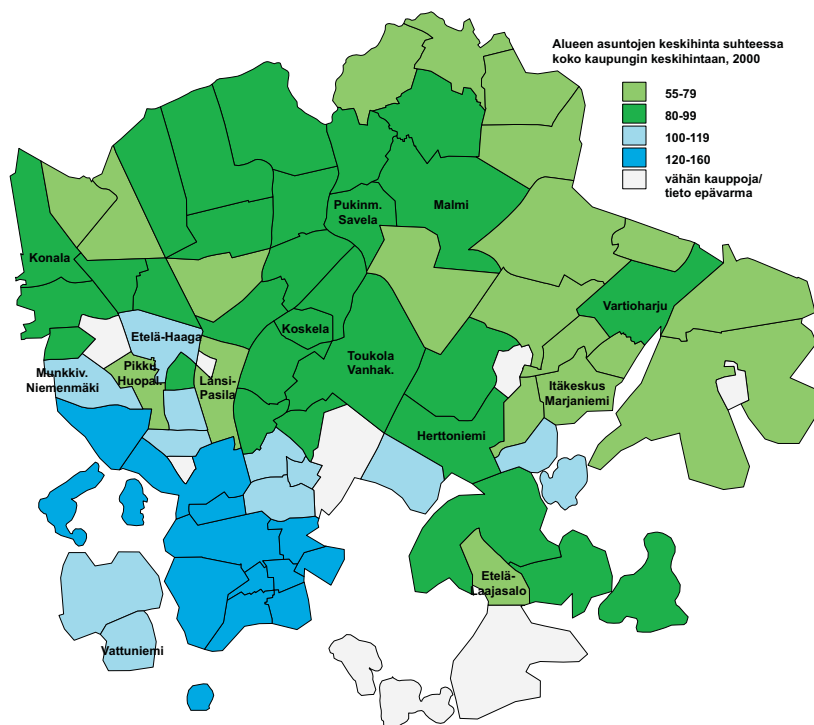 Alueen asuntojen keskihinta suhteessa
koko kaupungin keskihintaan, 2000
55-79
80-99
100-119
120-160
vähän kauppoja/
tieto epävarma
Pukinm.
Savela
Malmi
Konala
Vartioharju
Etelä-Haaga
Koskela
Toukola
Vanhak.
Munkkiv.
Niemenmäki
Pikku
Huopal.
Länsi-
Pasila
Itäkeskus
Marjaniemi
Herttoniemi
Etelä-
Laajasalo
Vattuniemi